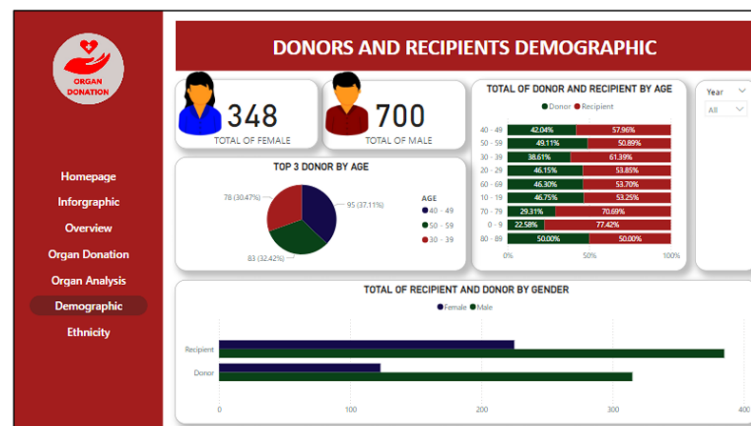 ORGAN
DONATION
Homepage
Inforgraphic
Overview
Organ Donation
Organ Analysis
Demographic
Ethnicity
DONORS AND RECIPIENTS DEMOGRAPHIC
348
TOTAL OF FEMALE
700
TOTAL OF MALE
TOP 3 DONOR BY AGE
78 (30.47%)
95 (37.11%)
83 (32.42%)
AGE
40 - 49
50 - 59
30 - 39
TOTAL OF DONOR AND RECIPIENT BY AGE
Donor Recipient
40 - 49 42.04% 57.96%
50 - 59 49.11% 50.89%
30 - 39 38.61% 61.39%
20 - 29 46.15% 53.85%
60 - 69 46.30% 53.70%
10 - 19 46.75% 53.25%
70 - 79 29.31% 70.69%
0 - 9 22.58% 77.42%
80 - 89 50.00% 50.00%
0% 50% 100%
Year
All
TOTAL OF RECIPIENT AND DONOR BY GENDER
Female Male
Recipient
Donor
0 100 200 300 400